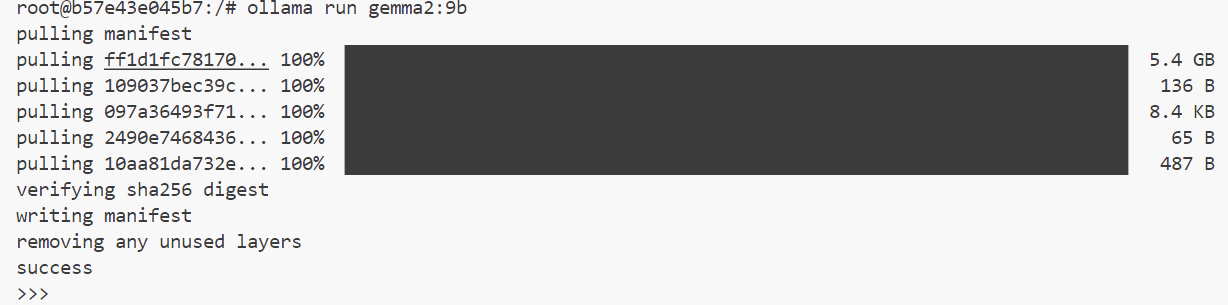 root@b57e43e045b7:/# ollama run gemma2:9b
pulling manifest
pulling ff1d1fc78170... 100% 5.4 GB
pulling 109037bec39c... 100% 136 B
pulling 097a36493f71... 100% 8.4 KB
pulling 2490e7468436... 100% 65 B
pulling 10aa81da732e... 100% 487 B
verifying sha256 digest
writing manifest
removing any unused layers
success
>>>